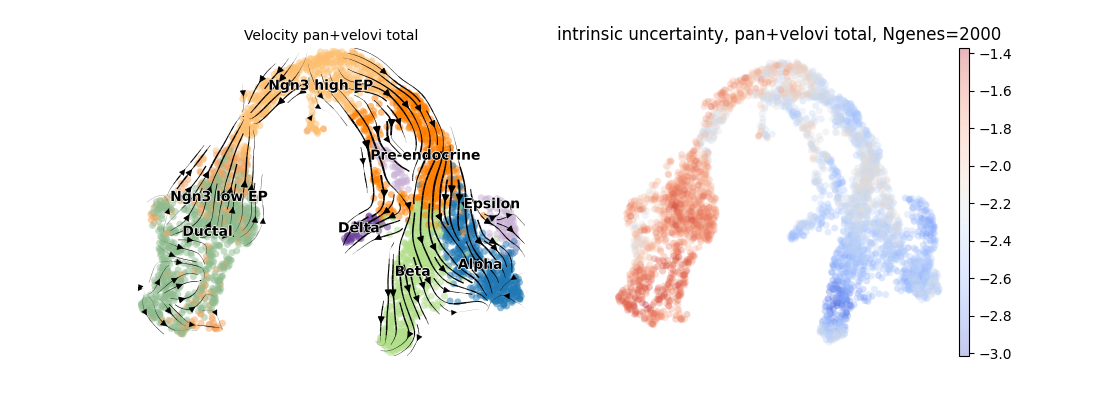 Velocity pan+velovi total
Ngn3 high EP
Pre-endocrine
Ngn3 low EP
Epsilon
Delta
Ductal
Alpha
Beta
intrinsic uncertainty, pan+velovi total, Ngenes=2000
−1.4
−1.6
−1.8
−2.0
−2.2
−2.4
−2.6
−2.8
−3.0